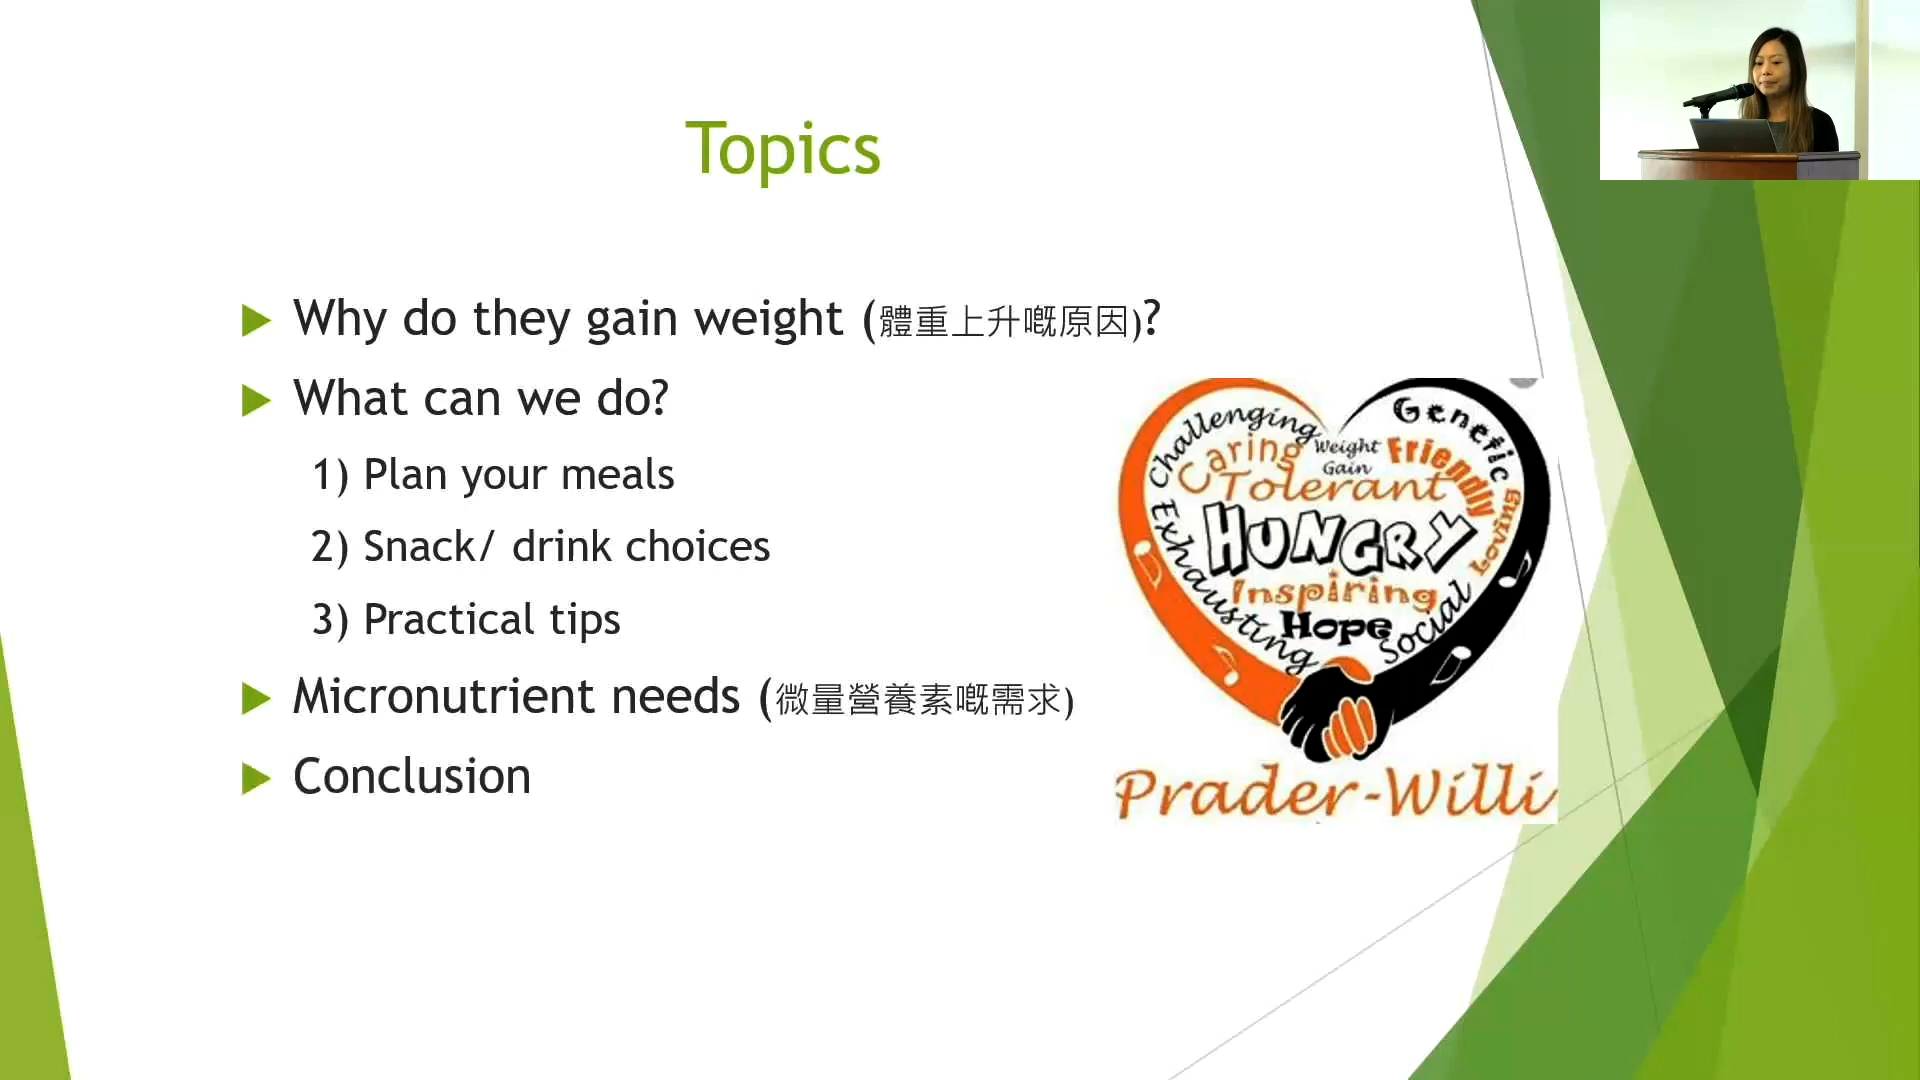 Topics
Why do they gain weight (體重上升嘅原因)?
What can we do?
1) Plan your meals
2) Snack/ drink choices
3) Practical tips
Micronutrient needs (微量營養素嘅需求)
Conclusion
Challenging
Genetic
Caring
Weight
Gain
Friendly
Tolerant
Loving
HUNGRY
Exhausting
Inspiring
Hope
Social
Prader-Willi